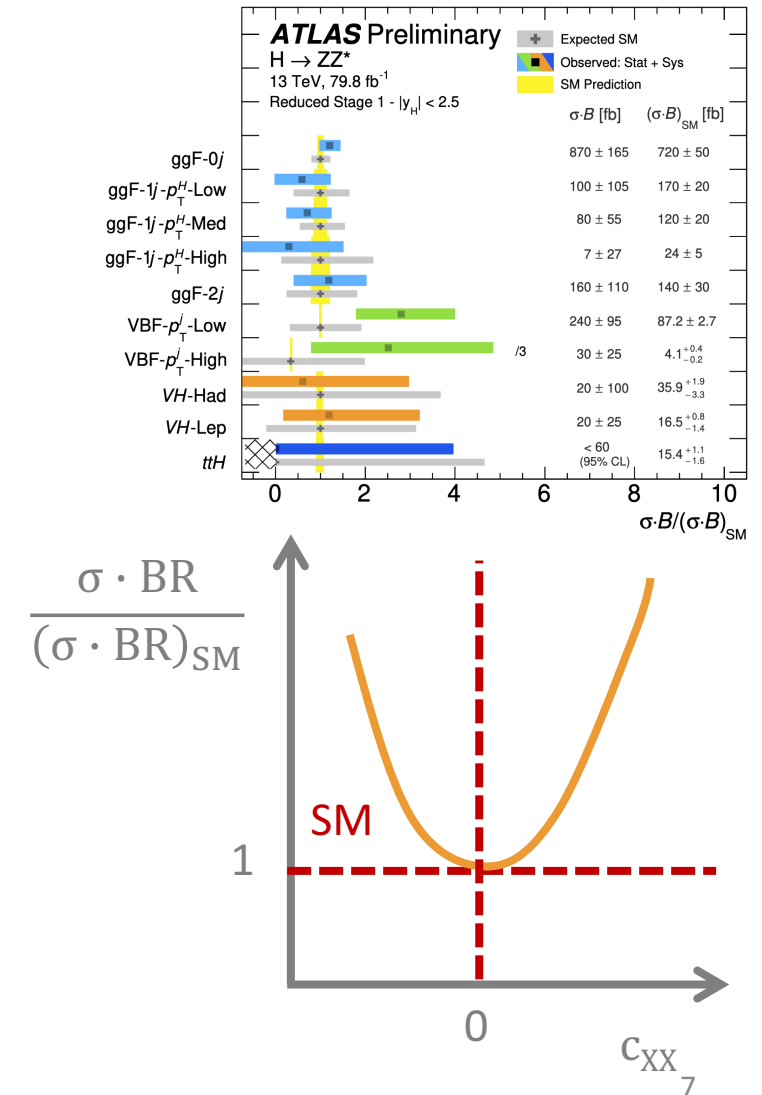 ATLAS Preliminary
H → ZZ*
13 TeV, 79.8 fb⁻¹
Reduced Stage 1 - |y_H| < 2.5
Expected SM
Observed: Stat + Sys
SM Prediction
σ·B [fb] (σ·B)_SM [fb]
ggF-0j 870 ± 165 720 ± 50
ggF-1j-p_T^H-Low 100 ± 105 170 ± 20
ggF-1j-p_T^H-Med 80 ± 55 120 ± 20
ggF-1j-p_T^H-High 7 ± 27 24 ± 5
ggF-2j 160 ± 110 140 ± 30
VBF-p_T^j-Low 240 ± 95 87.2 ± 2.7
VBF-p_T^j-High /3 30 ± 25 4.1 +0.4 −0.2
VH-Had 20 ± 100 35.9 +1.9 −3.3
VH-Lep 20 ± 25 16.5 +0.8 −1.4
ttH < 60 (95% CL) 15.4 +1.1 −1.6
0 2 4 6 8 10
σ·B/(σ·B)_SM
σ · BR
(σ · BR)_SM
SM
1
0
c_XX
7